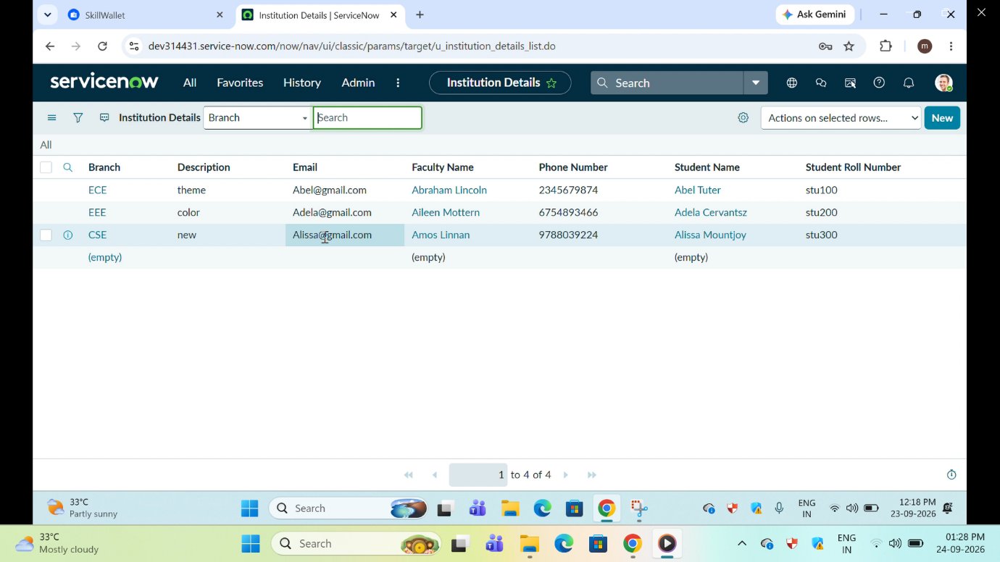 SkillWallet
Institution Details | ServiceNow
Ask Gemini
dev314431.service-now.com/now/nav/ui/classic/params/target/u_institution_details_list.do
m
servicenow All Favorites History Admin Institution Details Search
Institution Details Branch Search Actions on selected rows... New
All
Branch Description Email Faculty Name Phone Number Student Name Student Roll Number
ECE theme Abel@gmail.com Abraham Lincoln 2345679874 Abel Tuter stu100
EEE color Adela@gmail.com Aileen Mottern 6754893466 Adela Cervantsz stu200
CSE new Alissa@gmail.com Amos Linnan 9788039224 Alissa Mountjoy stu300
(empty) (empty) (empty)
1 to 4 of 4
33°C
Partly sunny
Search
ENG
IN
12:18 PM
23-09-2026
33°C
Mostly cloudy
Search
ENG
IN
01:28 PM
24-09-2026